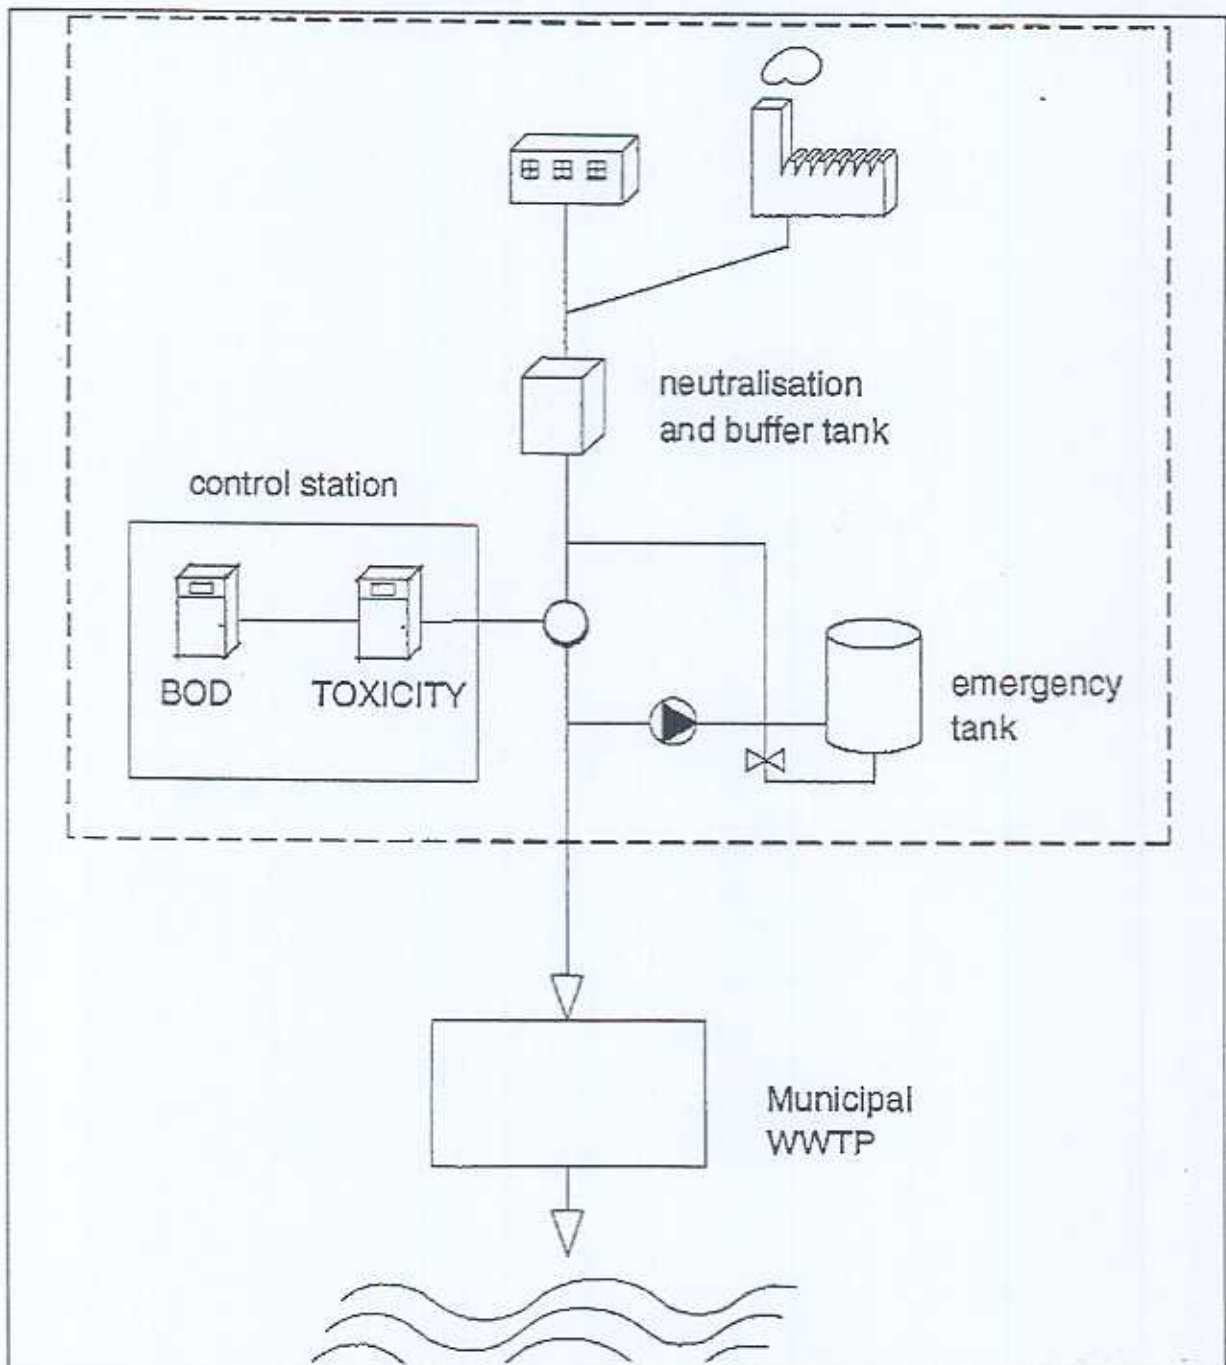 neutralisation
and buffer tank
control station
BOD
TOXICITY
emergency
tank
Municipal
WWTP